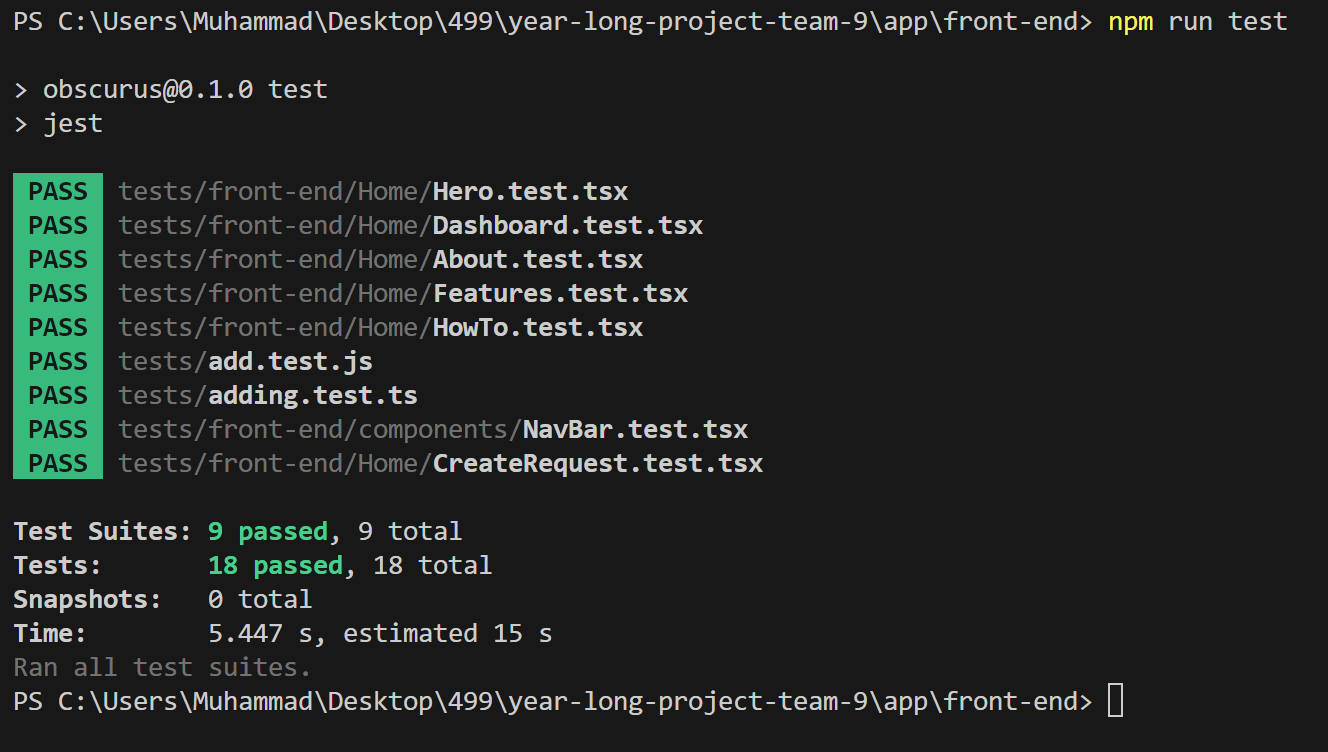 PS C:\Users\Muhammad\Desktop\499\year-long-project-team-9\app\front-end> npm run test
> obscurus@0.1.0 test
> jest
PASS tests/front-end/Home/Hero.test.tsx
PASS tests/front-end/Home/Dashboard.test.tsx
PASS tests/front-end/Home/About.test.tsx
PASS tests/front-end/Home/Features.test.tsx
PASS tests/front-end/Home/HowTo.test.tsx
PASS tests/add.test.js
PASS tests/adding.test.ts
PASS tests/front-end/components/NavBar.test.tsx
PASS tests/front-end/Home/CreateRequest.test.tsx
Test Suites: 9 passed, 9 total
Tests: 18 passed, 18 total
Snapshots: 0 total
Time: 5.447 s, estimated 15 s
Ran all test suites.
PS C:\Users\Muhammad\Desktop\499\year-long-project-team-9\app\front-end>